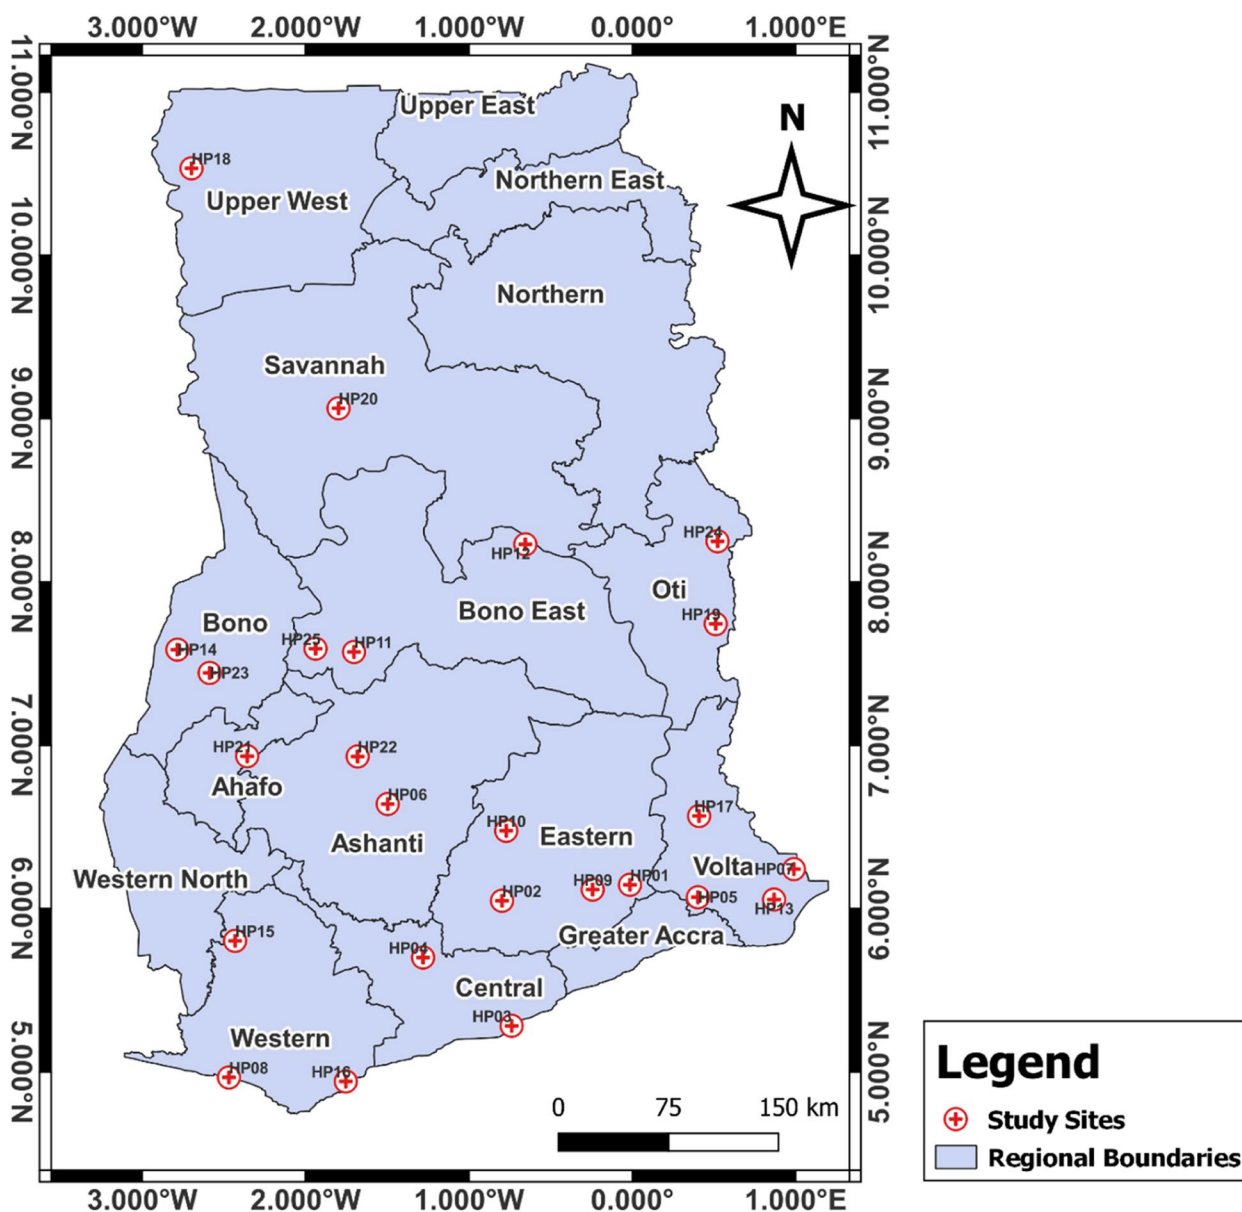 3.000°W 2.000°W 1.000°W 0.000° 1.000°E
11.000°N 11.000°N
N
Upper East
HP18
Northern East
Upper West
10.000°N 10.000°N
Northern
Savannah
HP20
9.000°N 9.000°N
HP24
HP12
8.000°N 8.000°N
Oti
Bono East
HP19
Bono
HP25 HP11
HP14
HP23
7.000°N 7.000°N
HP21 HP22
Ahafo
HP06
HP17
HP10
Eastern
Ashanti
Volta
HP07
Western North
HP09 HP01
HP02
HP05
HP13
6.000°N 6.000°N
HP15
Greater Accra
HP04
Central
HP03
Western
5.000°N 5.000°N
HP08
HP16
0 75 150 km
3.000°W 2.000°W 1.000°W 0.000° 1.000°E
Legend
Study Sites
Regional Boundaries